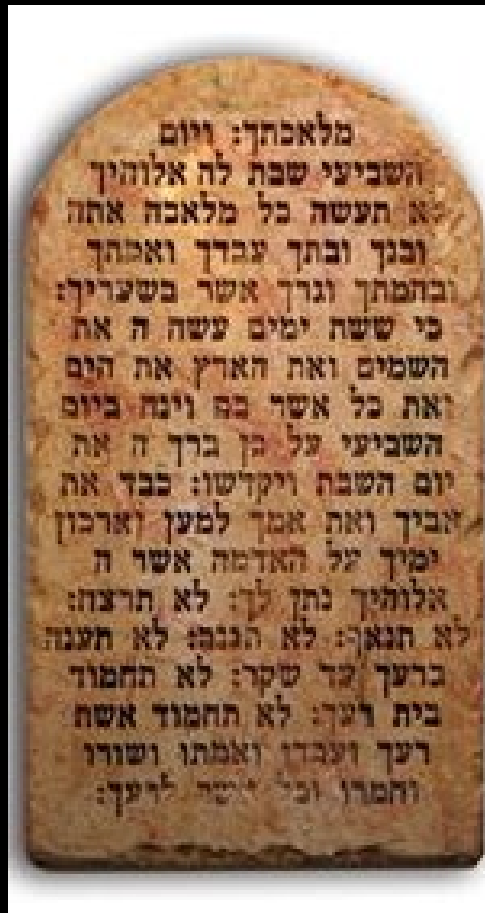 מלאכתך: ויום
השביעי שבת לה אלוהיך
לא תעשה כל מלאכה אתה
ובנך ובתך עבדך ואמתך
ובהמתך וגרך אשר בשעריך:
כי ששת ימים עשה ה את
השמים ואת הארץ את הים
ואת כל אשר בם וינח ביום
השביעי על כן ברך ה את
יום השבת ויקדשו: כבד את
אביך ואת אמך למען יארכון
ימיך על האדמה אשר ה
אלוהיך נתן לך: לא תרצח:
לא תנאף: לא תגנב: לא תענה
ברעך עד שקר: לא תחמוד
בית רעך: לא תחמוד אשת
רעך ועבדו ואמתו ושורו
וחמרו וכל אשר לרעך: